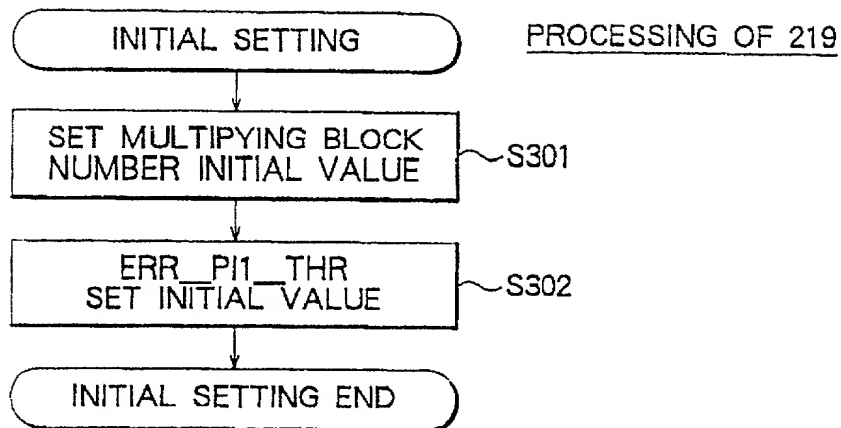 INITIAL SETTING
PROCESSING OF 219
SET MULTIPYING BLOCK
NUMBER INITIAL VALUE
S301
ERR__PI1__THR
SET INITIAL VALUE
S302
INITIAL SETTING END